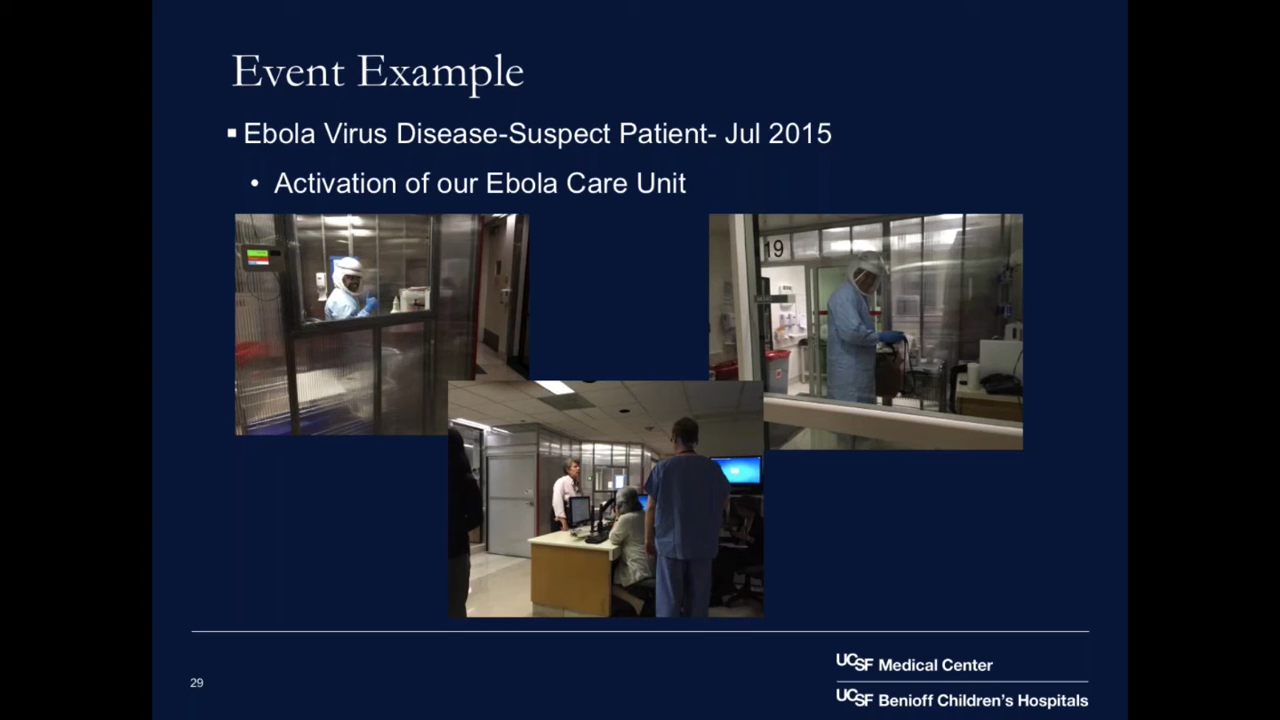 Event Example
▪ Ebola Virus Disease-Suspect Patient- Jul 2015
• Activation of our Ebola Care Unit
19
29
UCSF Medical Center
UCSF Benioff Children's Hospitals